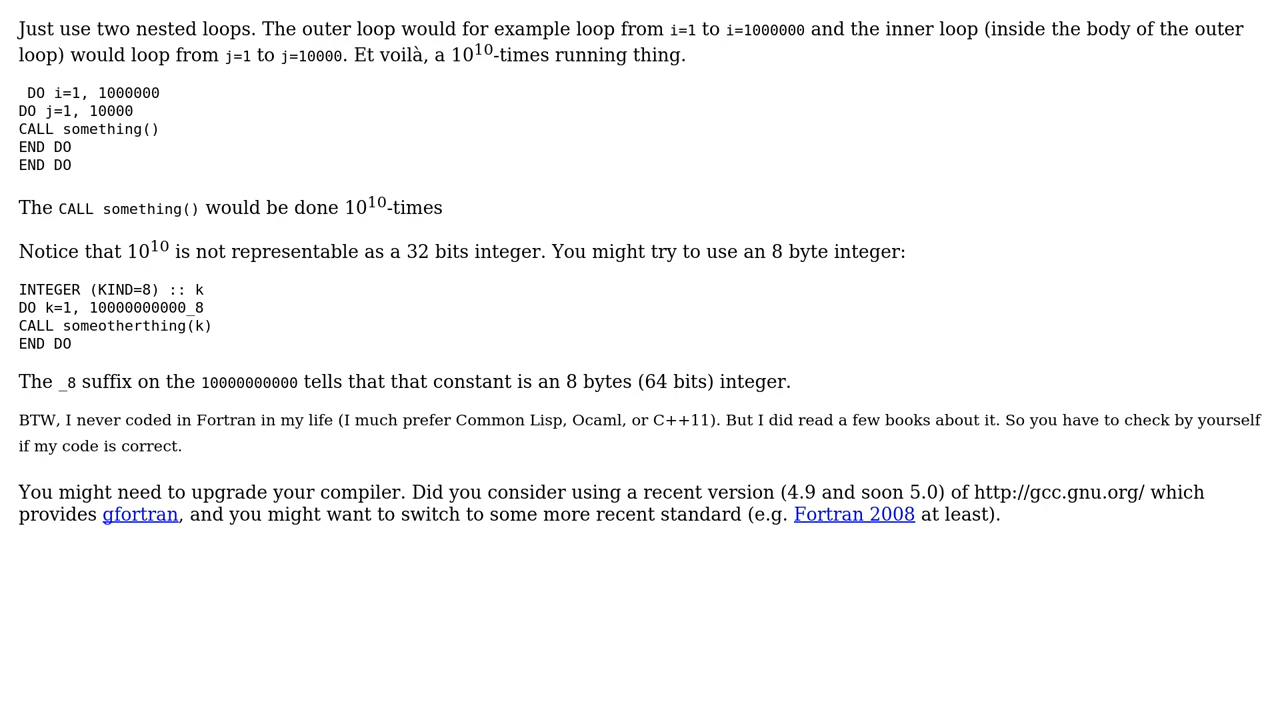 Just use two nested loops. The outer loop would for example loop from i=1 to i=1000000 and the inner loop (inside the body of the outer
loop) would loop from j=1 to j=10000. Et voilà, a 10^10-times running thing.
DO i=1, 1000000
DO j=1, 10000
CALL something()
END DO
END DO
The CALL something() would be done 10^10-times
Notice that 10^10 is not representable as a 32 bits integer. You might try to use an 8 byte integer:
INTEGER (KIND=8) :: k
DO k=1, 10000000000_8
CALL someotherthing(k)
END DO
The _8 suffix on the 10000000000 tells that that constant is an 8 bytes (64 bits) integer.
BTW, I never coded in Fortran in my life (I much prefer Common Lisp, Ocaml, or C++11). But I did read a few books about it. So you have to check by yourself
if my code is correct.
You might need to upgrade your compiler. Did you consider using a recent version (4.9 and soon 5.0) of http://gcc.gnu.org/ which
provides gfortran, and you might want to switch to some more recent standard (e.g. Fortran 2008 at least).